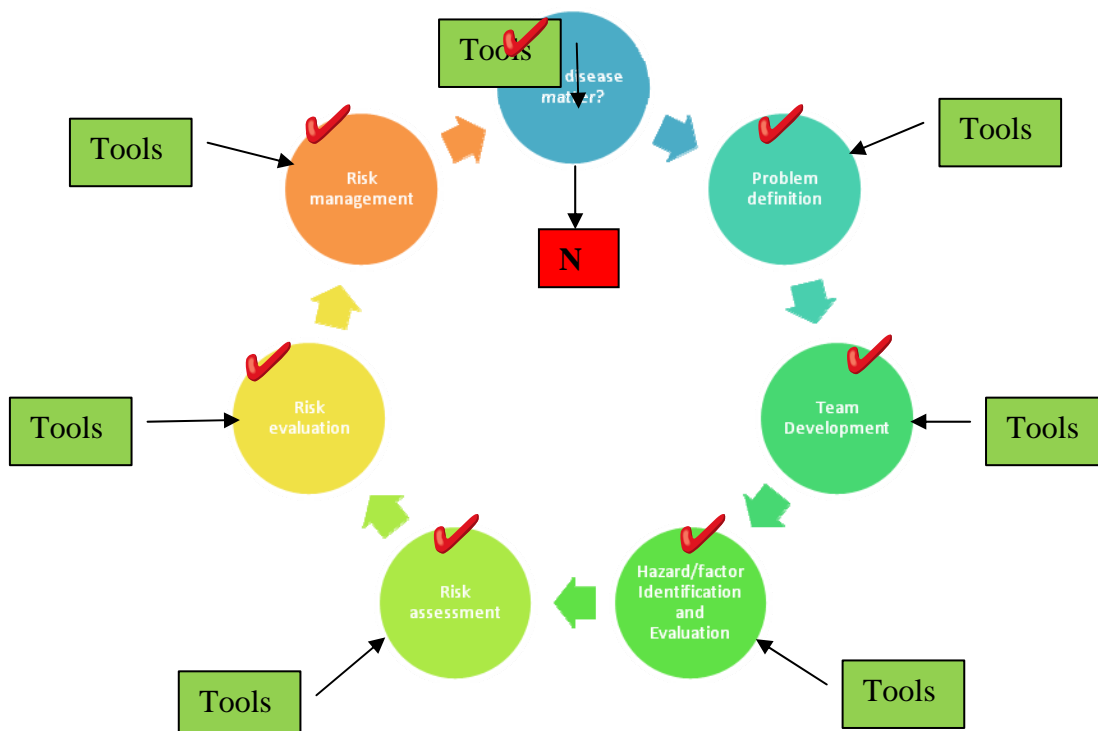 Tools
disease
matter?
Tools
Tools
Risk
management
Problem
definition
N
Tools
Risk
evaluation
Team
Development
Tools
Hazard/factor
Identification
and
Evaluation
Risk
assessment
Tools
Tools